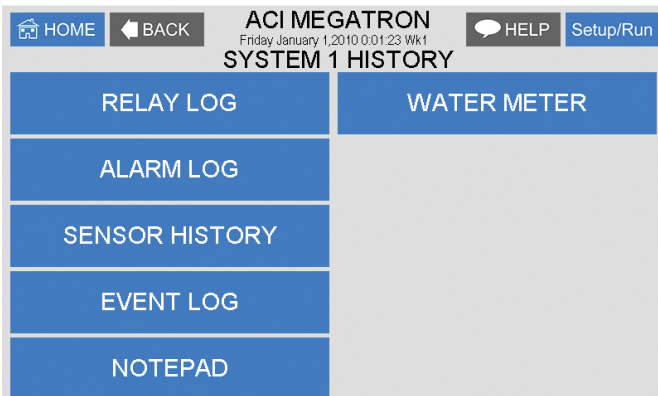 HOME BACK ACI MEGATRON HELP Setup/Run
Friday January 1,2010 0:01:23 Wk1
SYSTEM 1 HISTORY
RELAY LOG WATER METER
ALARM LOG
SENSOR HISTORY
EVENT LOG
NOTEPAD